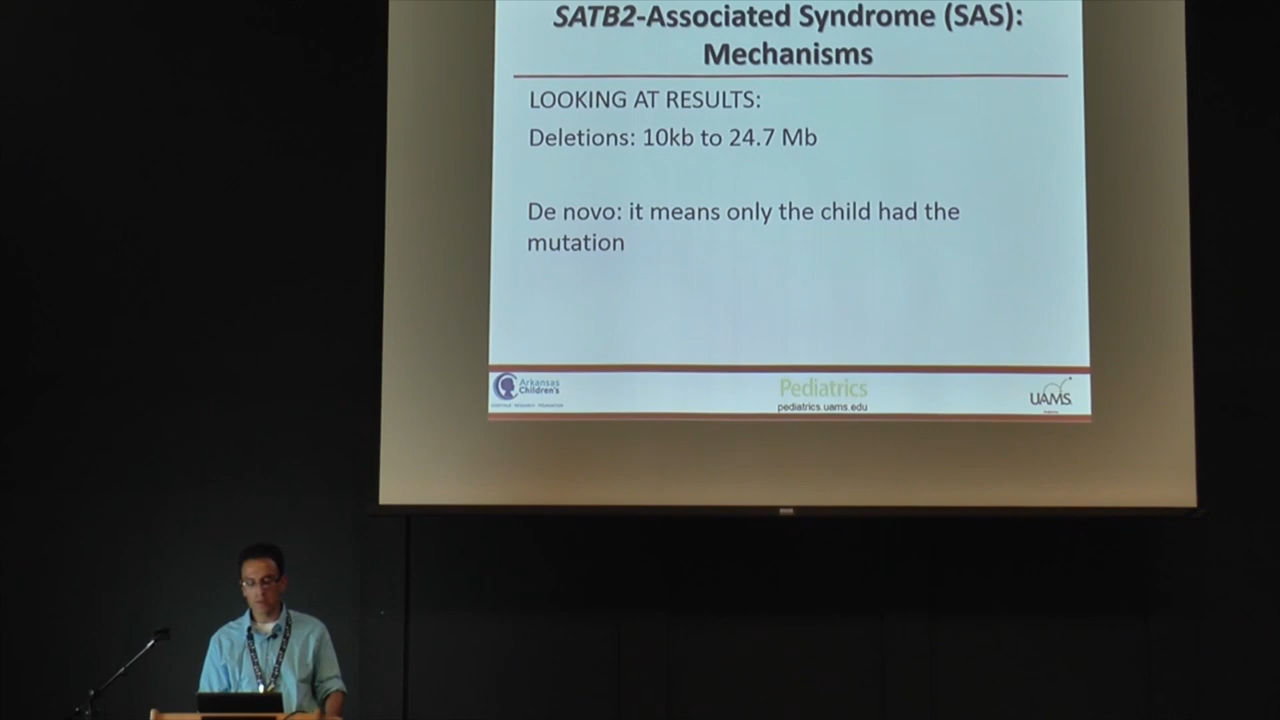 SATB2-Associated Syndrome (SAS):
Mechanisms
LOOKING AT RESULTS:
Deletions: 10kb to 24.7 Mb
De novo: it means only the child had the
mutation
Arkansas
Children's
Pediatrics
pediatrics.uams.edu
UAMS